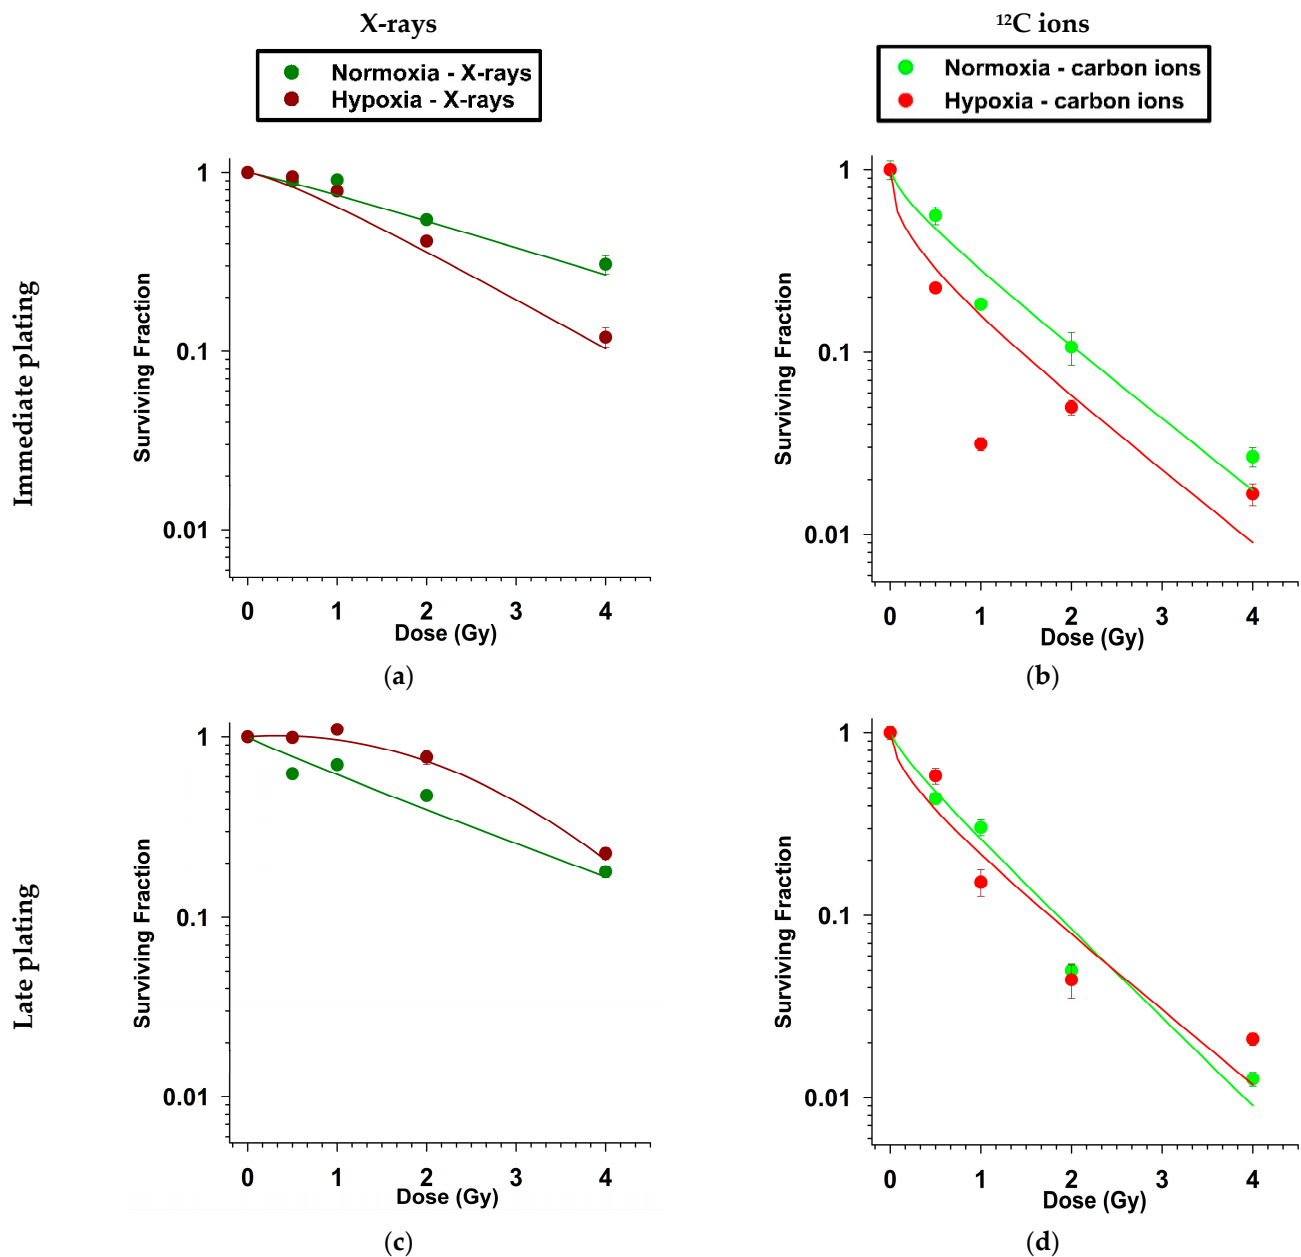 X-rays
¹²C ions
Normoxia - X-rays
Hypoxia - X-rays
Normoxia - carbon ions
Hypoxia - carbon ions
Immediate plating
Surviving Fraction
1
0.1
0.01
0 1 2 3 4
Dose (Gy)
(a)
Surviving Fraction
1
0.1
0.01
0 1 2 3 4
Dose (Gy)
(b)
Late plating
Surviving Fraction
1
0.1
0.01
0 1 2 3 4
Dose (Gy)
(c)
Surviving Fraction
1
0.1
0.01
0 1 2 3 4
Dose (Gy)
(d)